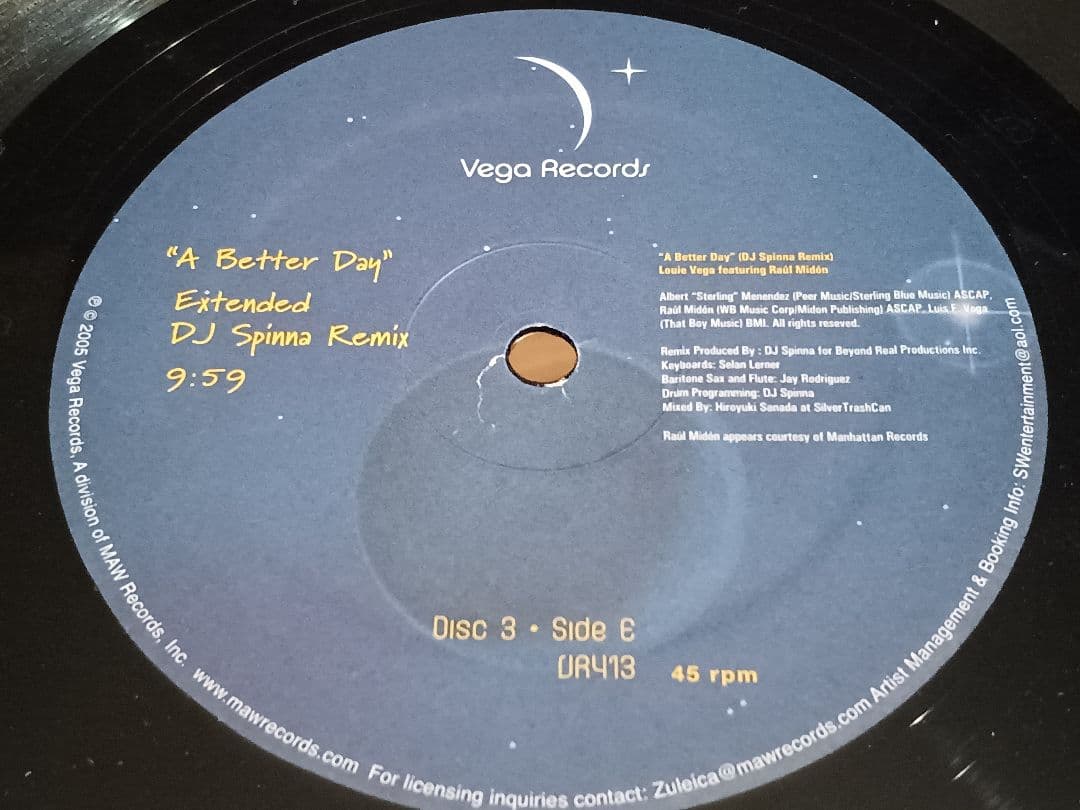 Vega Records
"A Better Day"
Extended
DJ Spinna Remix
9:59
"A Better Day" (DJ Spinna Remix)
Louie Vega featuring Raúl Midón
Albert "Sterling" Menendez (Peer Music/Sterling Blue Music) ASCAP,
Raúl Midón (WB Music Corp/Midon Publishing) ASCAP, Luis F. Vega
(That Boy Music) BMI. All rights reseved.
Remix Produced By : DJ Spinna for Beyond Real Productions Inc.
Keyboards: Selan Lerner
Baritone Sax and Flute: Jay Rodriguez
Drum Programming: DJ Spinna
Mixed By: Hiroyuki Sanada at SilverTrashCan
Raúl Midón appears courtesy of Manhattan Records
Disc 3 • Side E
VR413 45 rpm
℗ © 2005 Vega Records, A division of MAW Records, Inc. www.mawrecords.com For licensing inquiries contact: Zuleica@mawrecords.com Artist Management & Booking Info: SWentertainment@aol.com